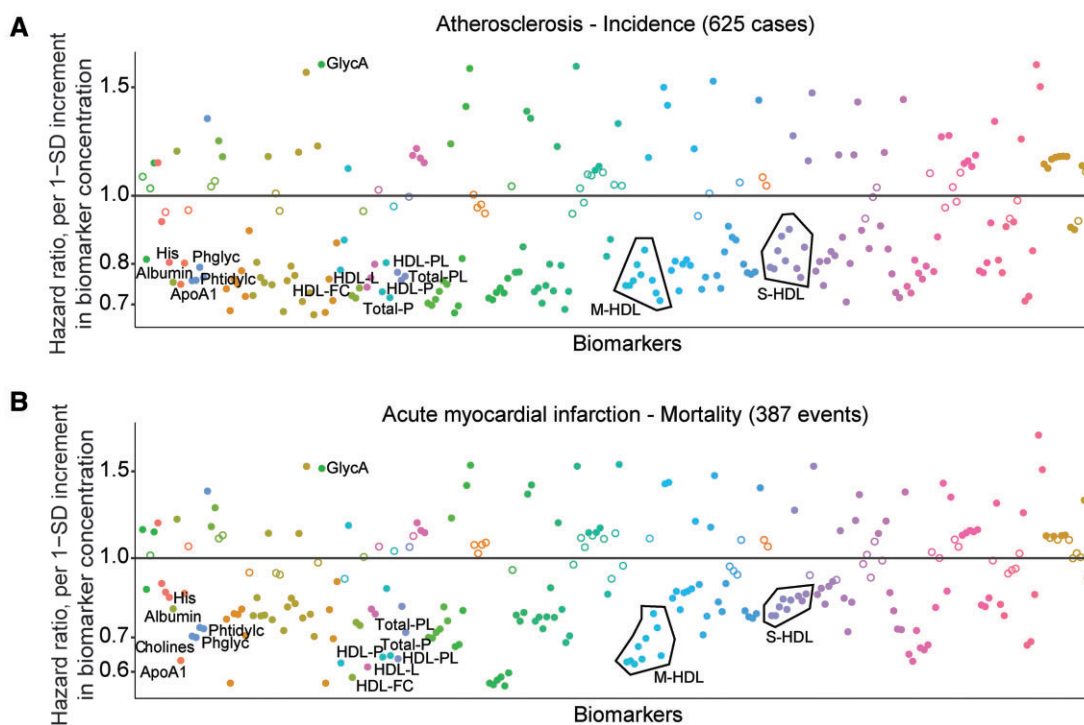 A
Atherosclerosis - Incidence (625 cases)
Hazard ratio, per 1−SD increment
in biomarker concentration
1.5
1.0
0.8
0.7
GlycA
His
Phglyc
Albumin
Phtidylc
ApoA1
HDL-PL
HDL-L
Total-PL
HDL-FC
HDL-P
Total-P
M-HDL
S-HDL
Biomarkers
B
Acute myocardial infarction - Mortality (387 events)
Hazard ratio, per 1−SD increment
in biomarker concentration
1.5
1.0
0.7
0.6
GlycA
His
Albumin
Phtidylc
Cholines
Phglyc
ApoA1
Total-PL
Total-P
HDL-P
HDL-PL
HDL-L
HDL-FC
M-HDL
S-HDL
Biomarkers